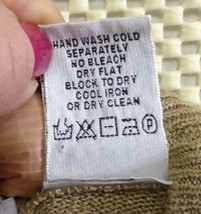 HAND WASH COLD
SEPARATELY
NO BLEACH
DRY FLAT
BLOCK TO DRY
COOL IRON
OR DRY CLEAN